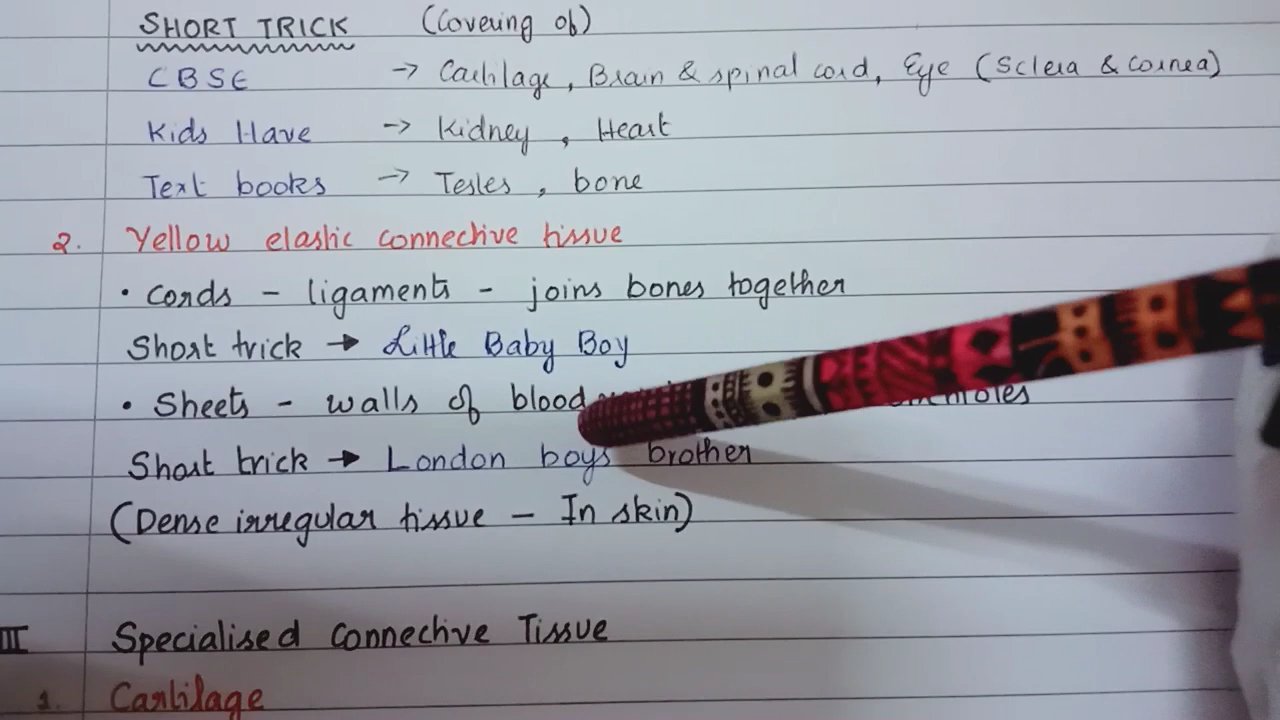 SHORT TRICK (Covering of)
CBSE → Cartilage, Brain & spinal cord, Eye (Sclera & Cornea)
Kids Have → Kidney, Heart
Text books → Testes, bone
2. Yellow elastic connective tissue
• Cords - ligaments - joins bones together
Short trick → Little Baby Boy
• Sheets - walls of blood
Short trick → London boys brother
(Dense irregular tissue - In skin)
III Specialised Connective Tissue
1. Cartilage